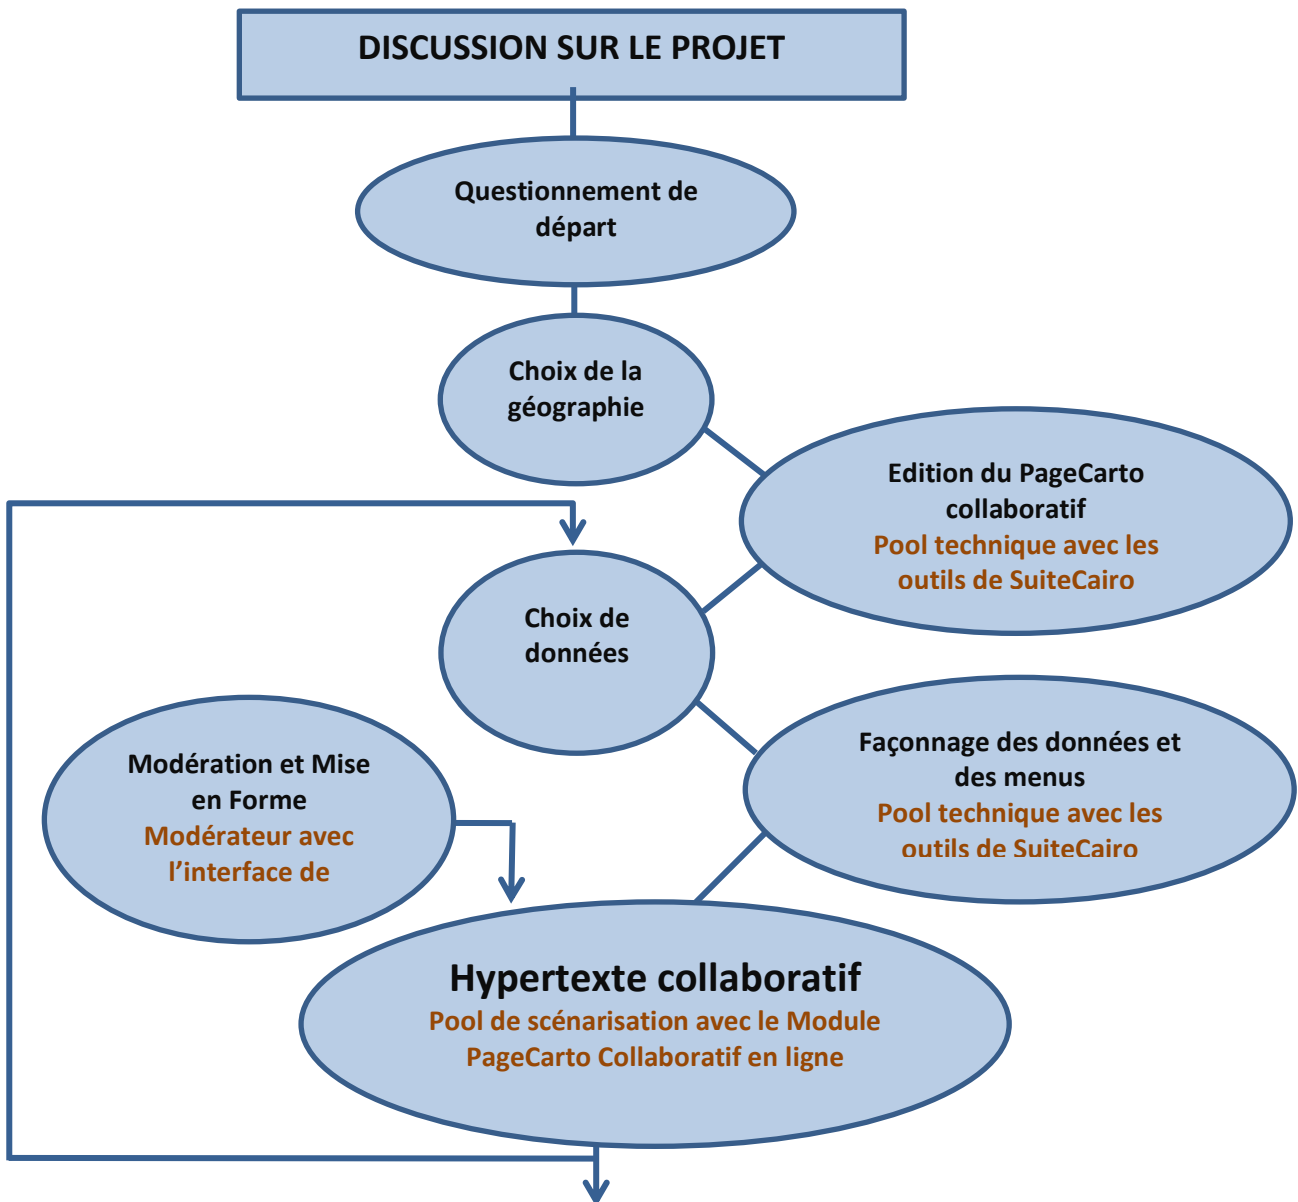 DISCUSSION SUR LE PROJET
Questionnement de
départ
Choix de la
géographie
Edition du PageCarto
collaboratif
Pool technique avec les
outils de SuiteCairo
Choix de
données
Façonnage des données et
des menus
Pool technique avec les
outils de SuiteCairo
Modération et Mise
en Forme
Modérateur avec
l’interface de
Hypertexte collaboratif
Pool de scénarisation avec le Module
PageCarto Collaboratif en ligne